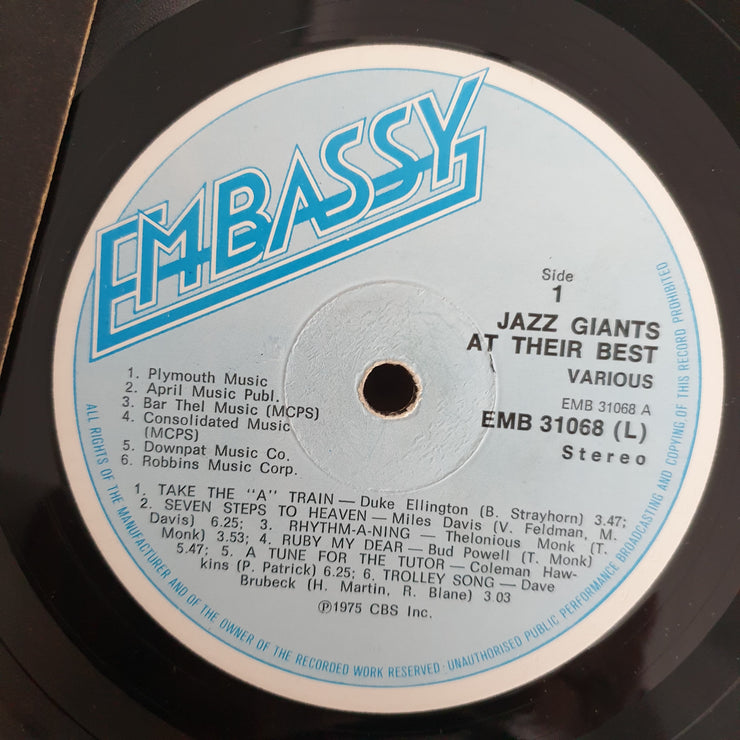 EMBASSY
Side
1
JAZZ GIANTS
AT THEIR BEST
VARIOUS
EMB 31068 A
EMB 31068 (L)
Stereo
1. Plymouth Music
2. April Music Publ.
3. Bar Thel Music (MCPS)
4. Consolidated Music
(MCPS)
5. Downpat Music Co.
6. Robbins Music Corp.
1. TAKE THE "A" TRAIN — Duke Ellington (B. Strayhorn) 3.47;
2. SEVEN STEPS TO HEAVEN — Miles Davis (V. Feldman, M.
Davis) 6.25; 3. RHYTHM-A-NING — Thelonious Monk (T.
Monk) 3.53; 4. RUBY MY DEAR — Bud Powell (T. Monk)
5.47; 5. A TUNE FOR THE TUTOR — Coleman Haw-
kins (P. Patrick) 6.25; 6. TROLLEY SONG — Dave
Brubeck (H. Martin, R. Blane) 3 03
℗1975 CBS Inc.
ALL RIGHTS OF THE MANUFACTURER AND OF THE OWNER OF THE RECORDED WORK RESERVED · UNAUTHORISED PUBLIC PERFORMANCE BROADCASTING AND COPYING OF THIS RECORD PROHIBITED